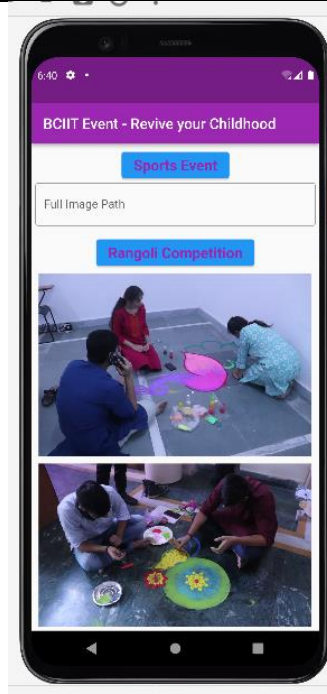 6:40
BCIIT Event - Revive your Childhood
Sports Event
Full Image Path
Rangoli Competition